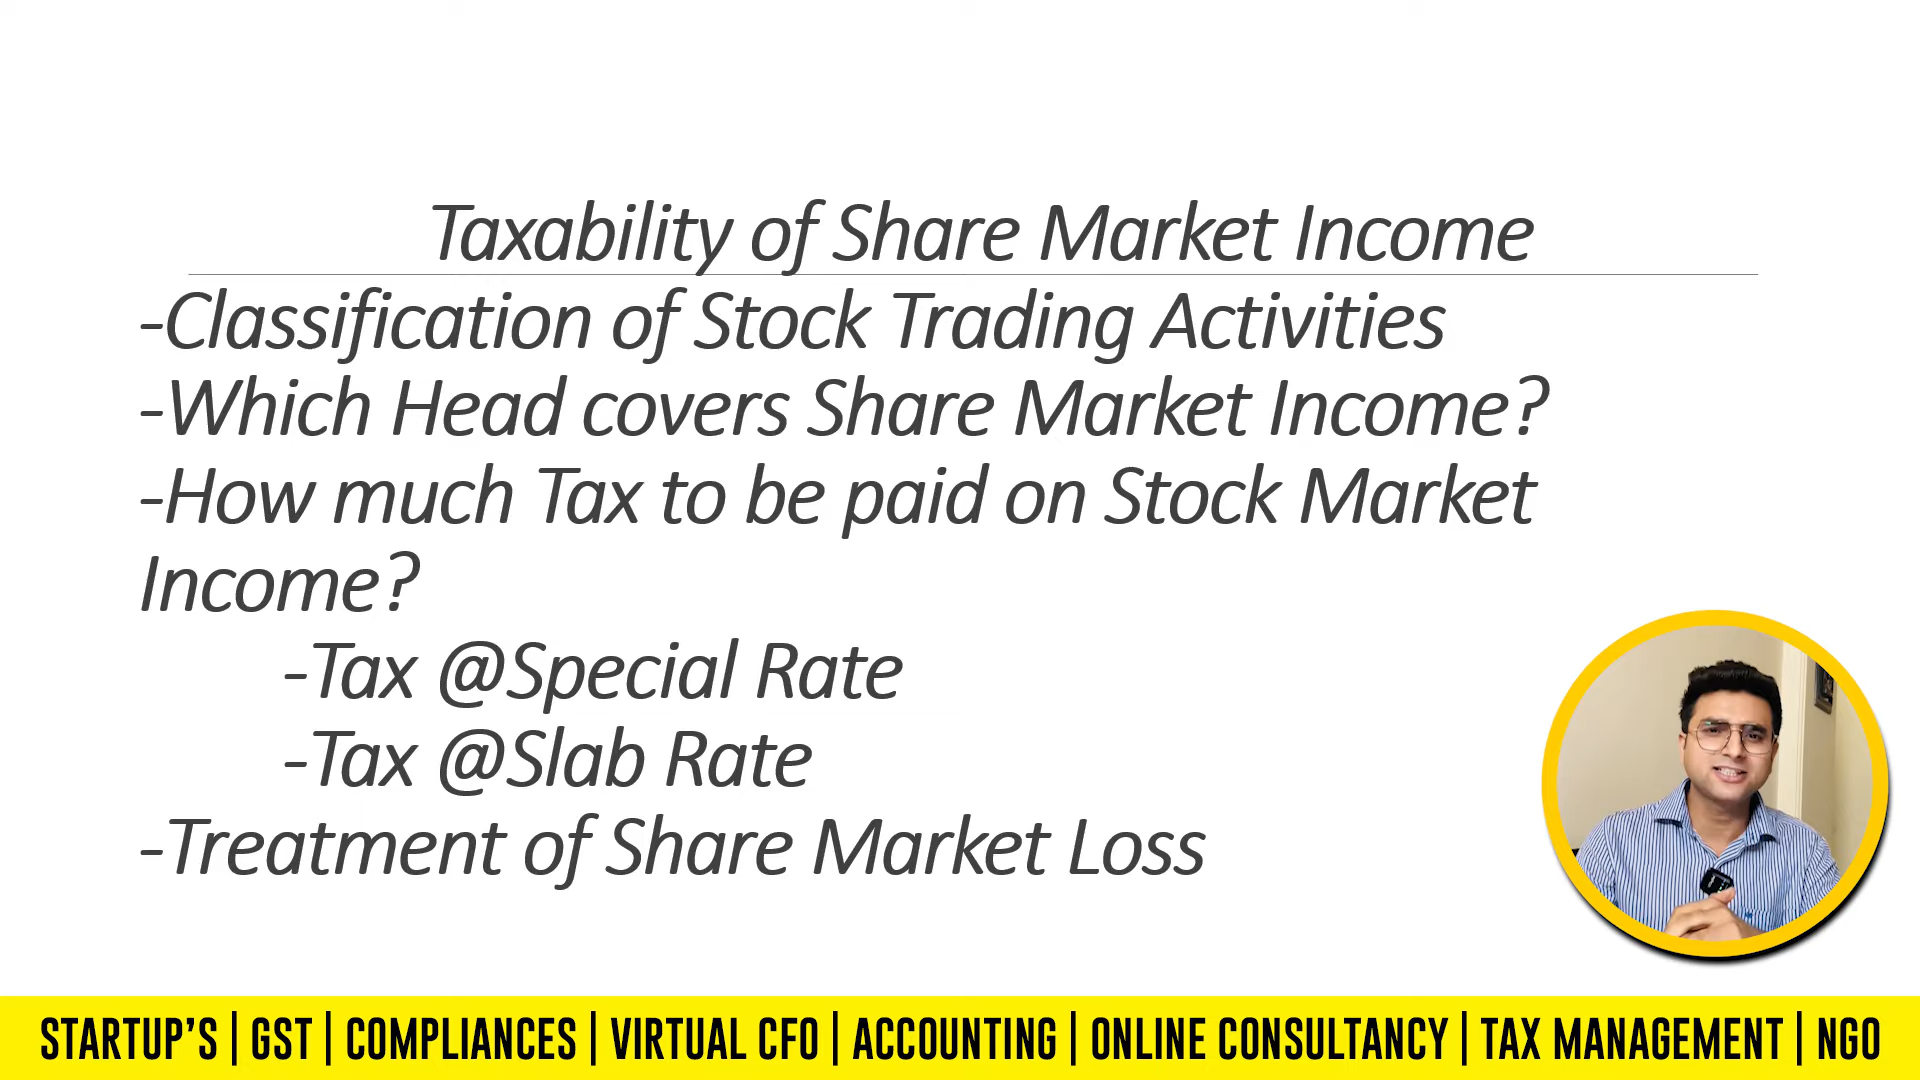 Taxability of Share Market Income
-Classification of Stock Trading Activities
-Which Head covers Share Market Income?
-How much Tax to be paid on Stock Market
Income?
-Tax @Special Rate
-Tax @Slab Rate
-Treatment of Share Market Loss
STARTUP'S | GST | COMPLIANCES | VIRTUAL CFO | ACCOUNTING | ONLINE CONSULTANCY | TAX MANAGEMENT | NGO